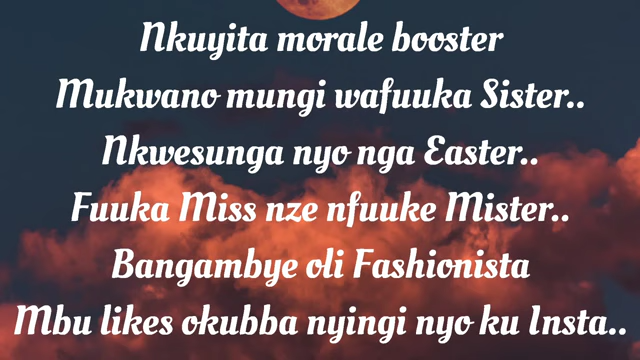 Nkuyita morale booster
Mukwano mungi wafuuka Sister..
Nkwesunga nyo nga Easter..
Fuuka Miss nze nfuuke Mister..
Bangambye oli Fashionista
Mbu likes okubba nyingi nyo ku Insta..